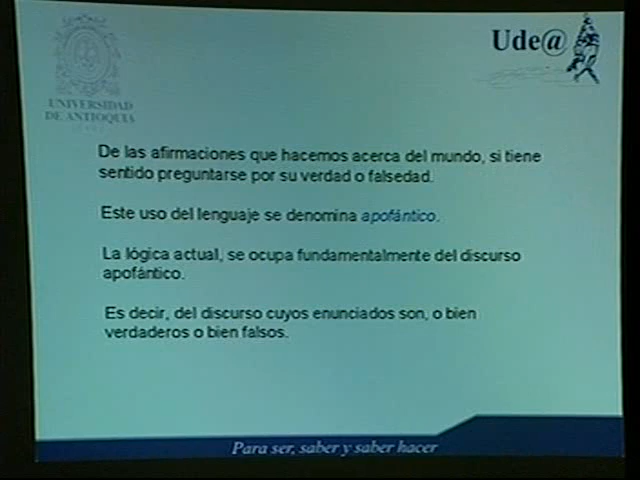 Ude@
UNIVERSIDAD
DE ANTIOQUIA
De las afirmaciones que hacemos acerca del mundo, si tiene
sentido preguntarse por su verdad o falsedad.
Este uso del lenguaje se denomina apofántico.
La lógica actual, se ocupa fundamentalmente del discurso
apofántico.
Es decir, del discurso cuyos enunciados son, o bien
verdaderos o bien falsos.
Para ser, saber y saber hacer